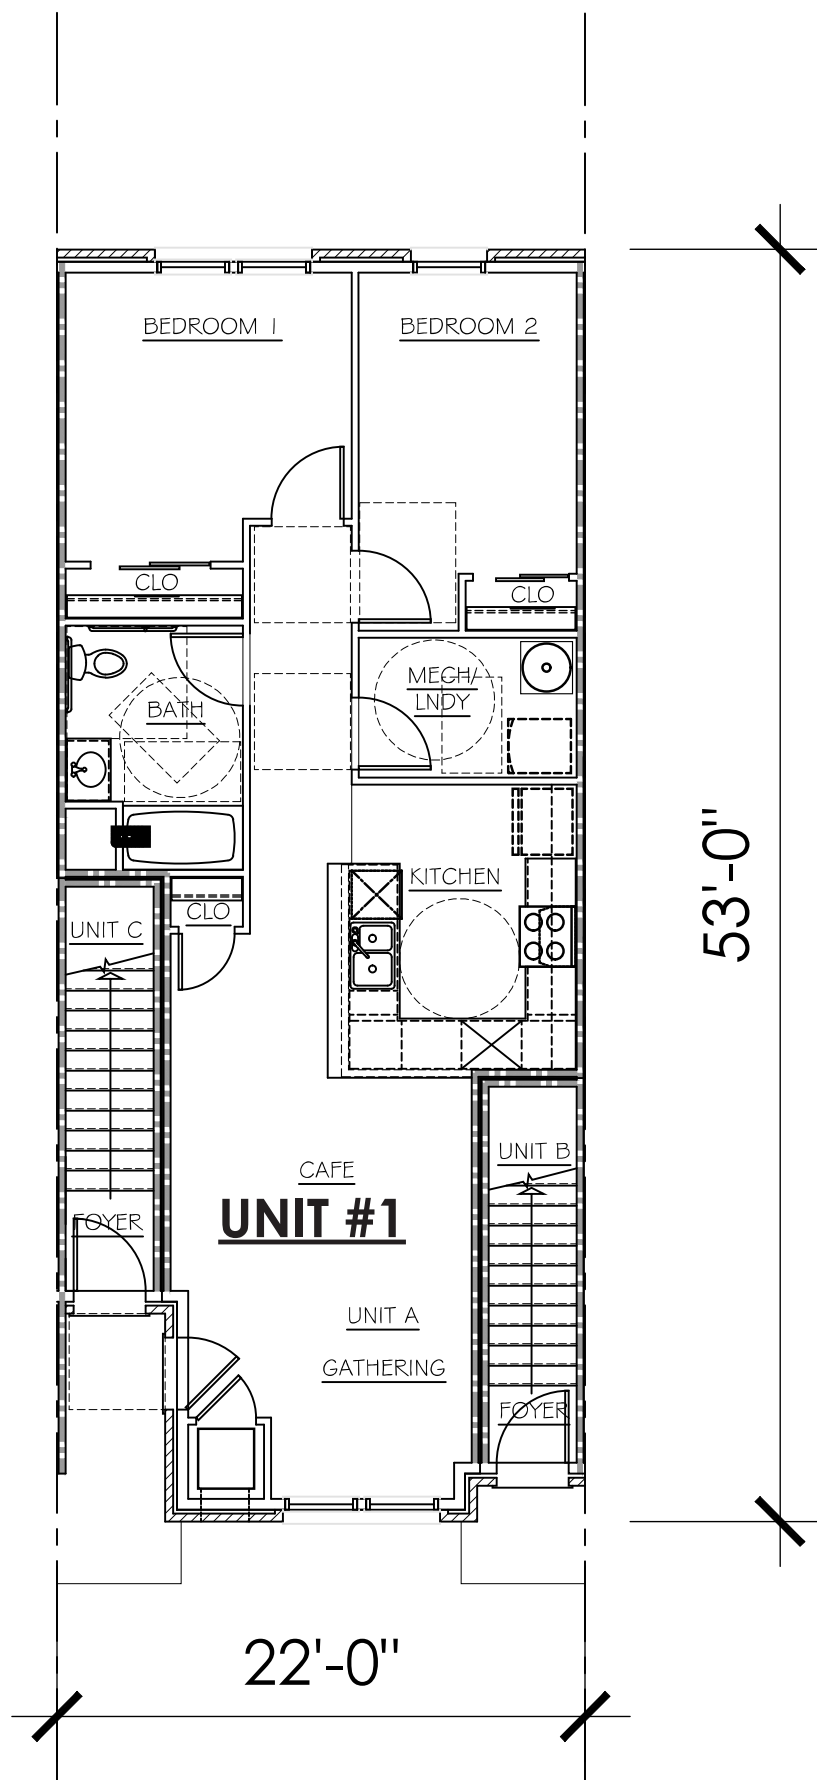 BEDROOM 1
BEDROOM 2
CLO
CLO
MECH/
LNDY
BATH
53'-0"
KITCHEN
CLO
UNIT C
UNIT B
CAFE
UNIT #1
FOYER
UNIT A
GATHERING
FOYER
22'-0"